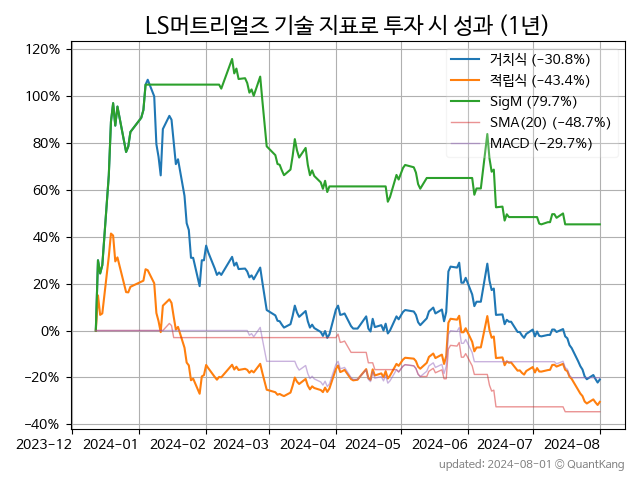 LS머트리얼즈 기술 지표로 투자 시 성과 (1년)
120%
100%
80%
60%
40%
20%
0%
−20%
−40%
거치식 (−30.8%)
적립식 (−43.4%)
SigM (79.7%)
SMA(20) (−48.7%)
MACD (−29.7%)
2023-12 2024-01 2024-02 2024-03 2024-04 2024-05 2024-06 2024-07 2024-08
updated: 2024-08-01 © QuantKang